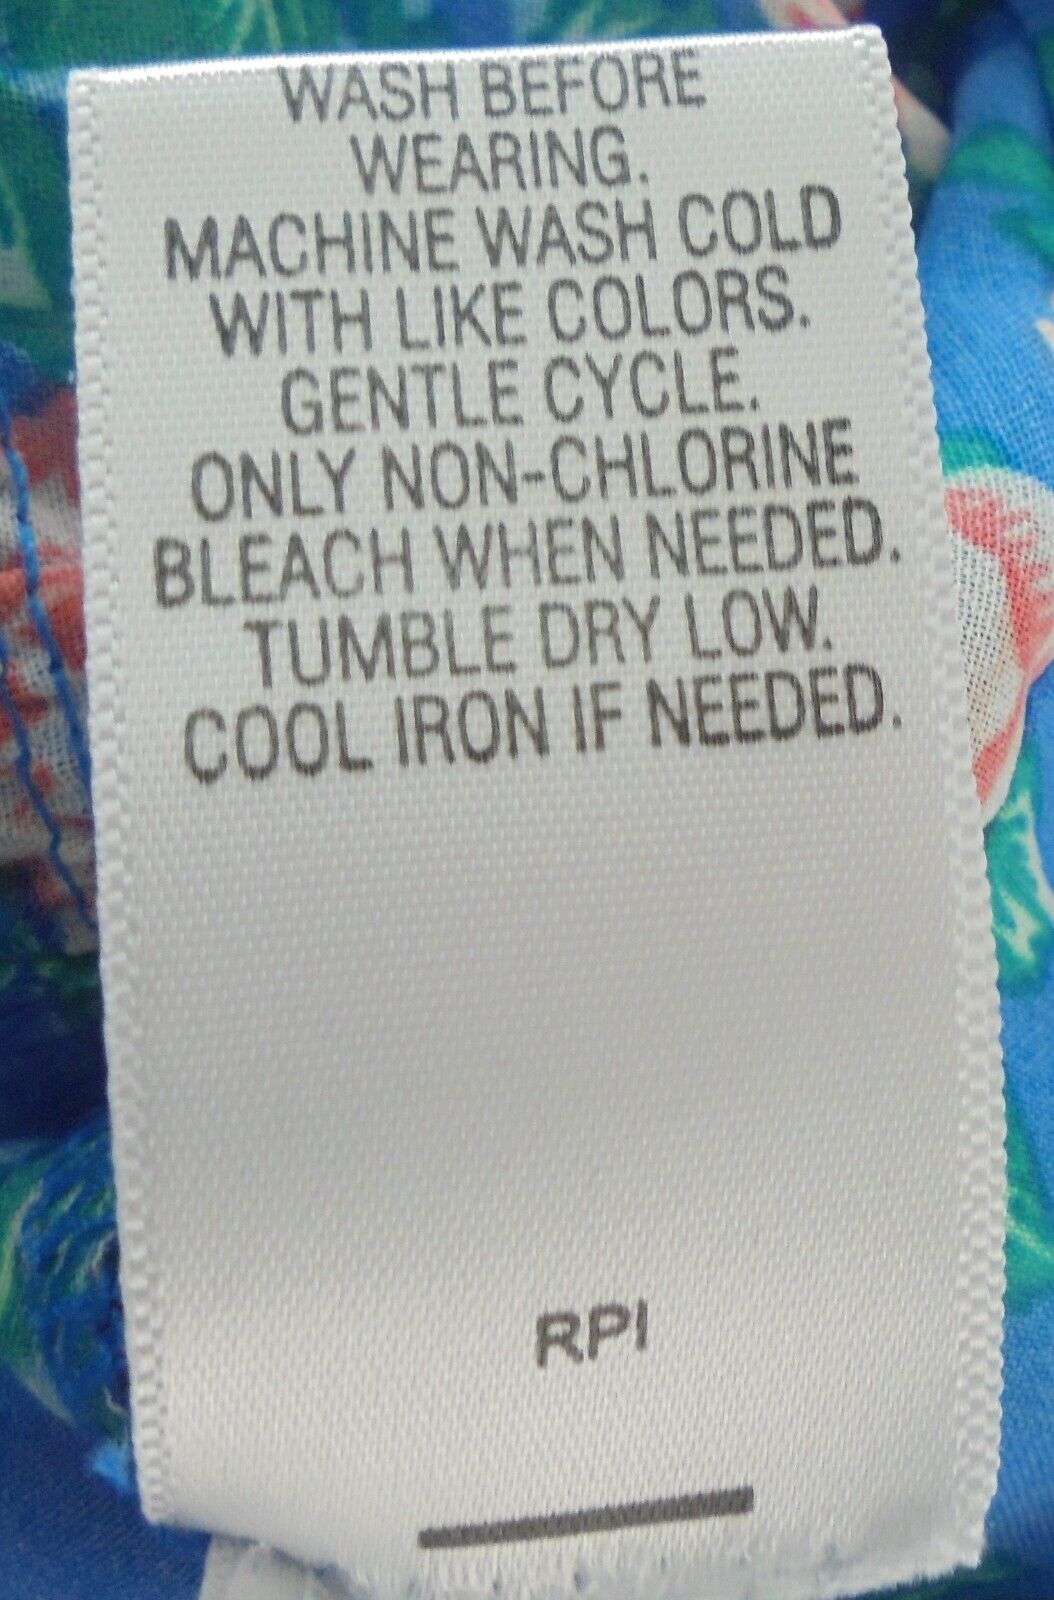 WASH BEFORE
WEARING.
MACHINE WASH COLD
WITH LIKE COLORS.
GENTLE CYCLE.
ONLY NON-CHLORINE
BLEACH WHEN NEEDED.
TUMBLE DRY LOW.
COOL IRON IF NEEDED.
RPI